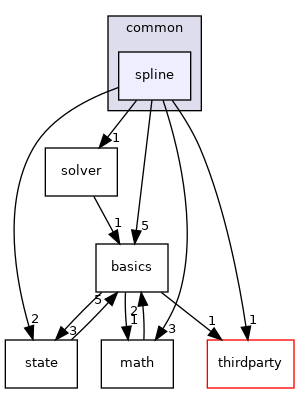 common
spline
1
solver
1
5
basics
2
5
3
2
1
3
1
1
state
math
thirdparty